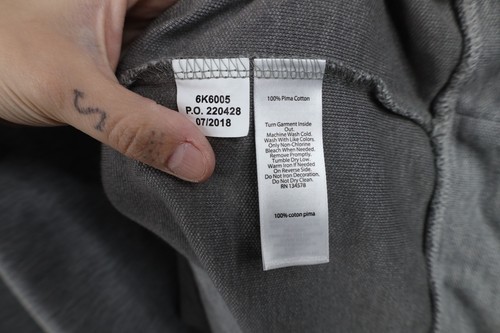 6K6005
P.O. 220428
07/2018
100% Pima Cotton
Turn Garment Inside
Out.
Machine Wash Cold.
Wash With Like Colors,
Only Non-Chlorine
Bleach When Needed.
Remove Promptly.
Tumble Dry Low.
Warm Iron If Needed
On Reverse Side,
Do Not Iron Decoration.
Do Not Dry Clean.
RN 124578
100% coton pima